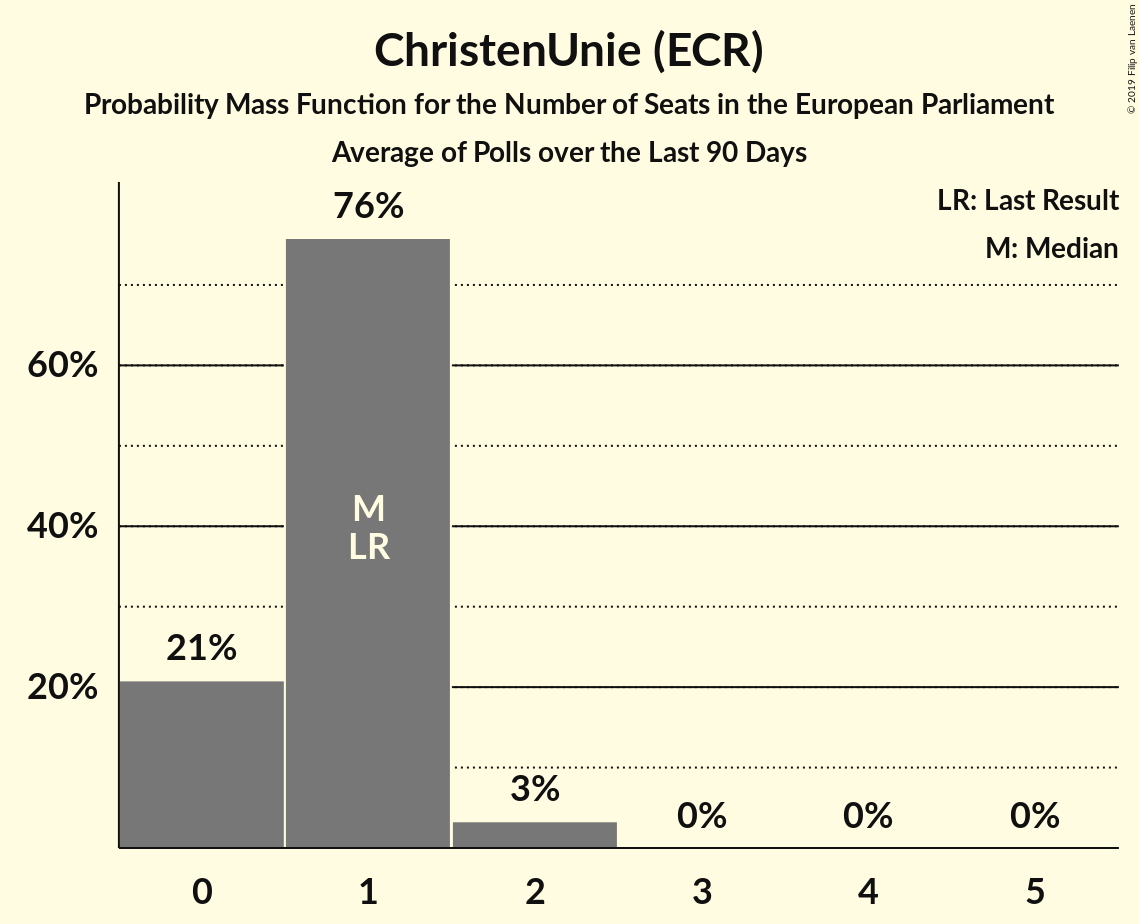 ChristenUnie (ECR)
Probability Mass Function for the Number of Seats in the European Parliament
Average of Polls over the Last 90 Days
© 2019 Filip van Laenen
LR: Last Result
M: Median
76%
60%
M
40%
LR
21%
20%
3%
0%
0%
0%
0 1 2 3 4 5